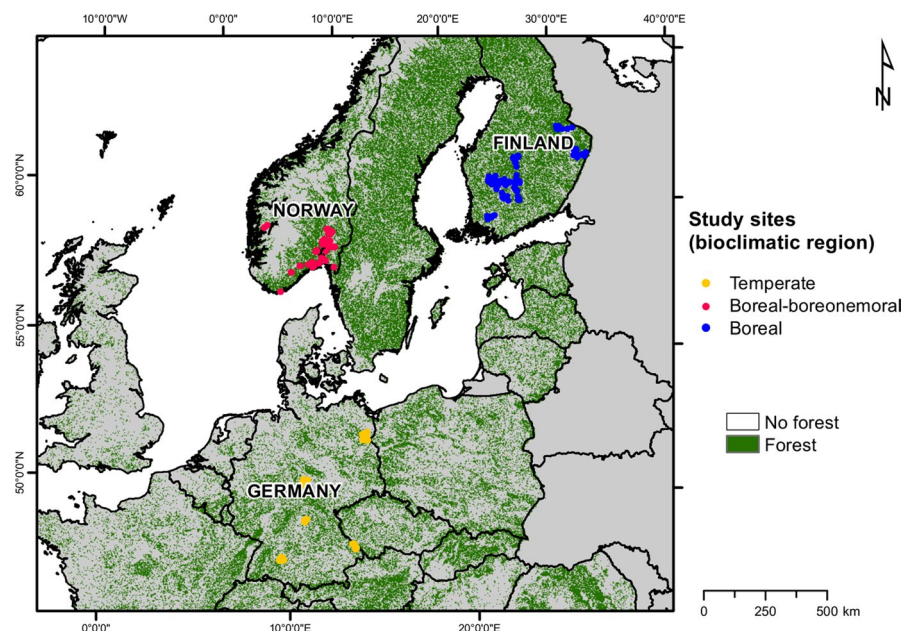 10°0'0"W 0°0'0" 10°0'0"E 20°0'0"E 30°0'0"E 40°0'0"E
N
60°0'0"N
55°0'0"N
50°0'0"N
FINLAND
NORWAY
GERMANY
Study sites
(bioclimatic region)
Temperate
Boreal-boreonemoral
Boreal
No forest
Forest
0 250 500 km
0°0'0" 10°0'0"E 20°0'0"E